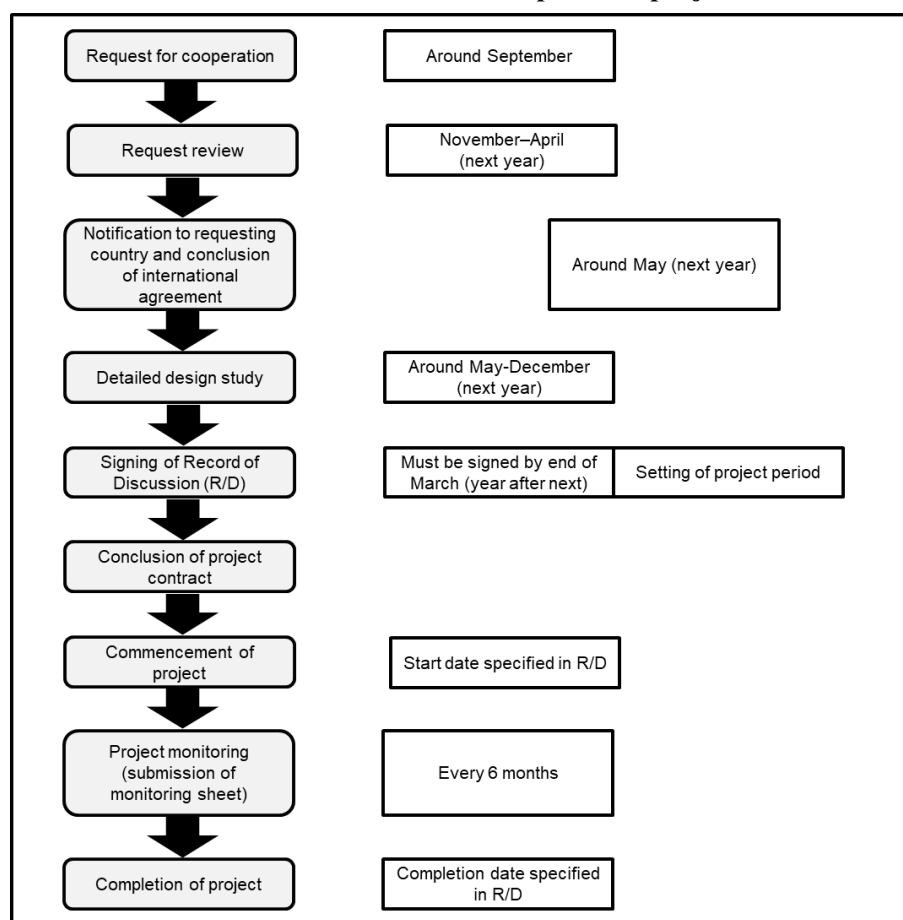 Request for cooperation
Around September
Request review
November–April
(next year)
Notification to requesting
country and conclusion
of international
agreement
Around May (next year)
Detailed design study
Around May-December
(next year)
Signing of Record of
Discussion (R/D)
Must be signed by end of
March (year after next)
Setting of project period
Conclusion of project
contract
Commencement of
project
Start date specified in R/D
Project monitoring
(submission of
monitoring sheet)
Every 6 months
Completion of project
Completion date specified
in R/D